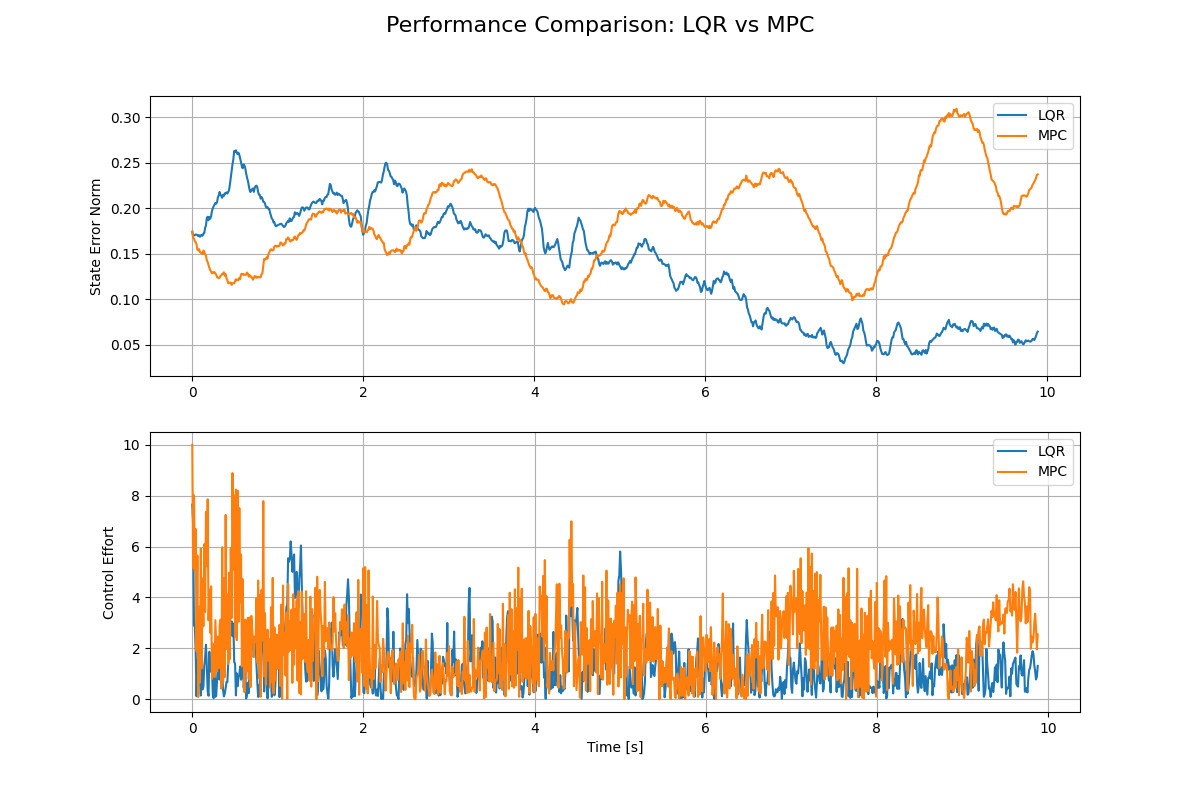 Performance Comparison: LQR vs MPC
State Error Norm
0.30
0.25
0.20
0.15
0.10
0.05
0 2 4 6 8 10
LQR
MPC
Control Effort
10
8
6
4
2
0
0 2 4 6 8 10
Time [s]
LQR
MPC